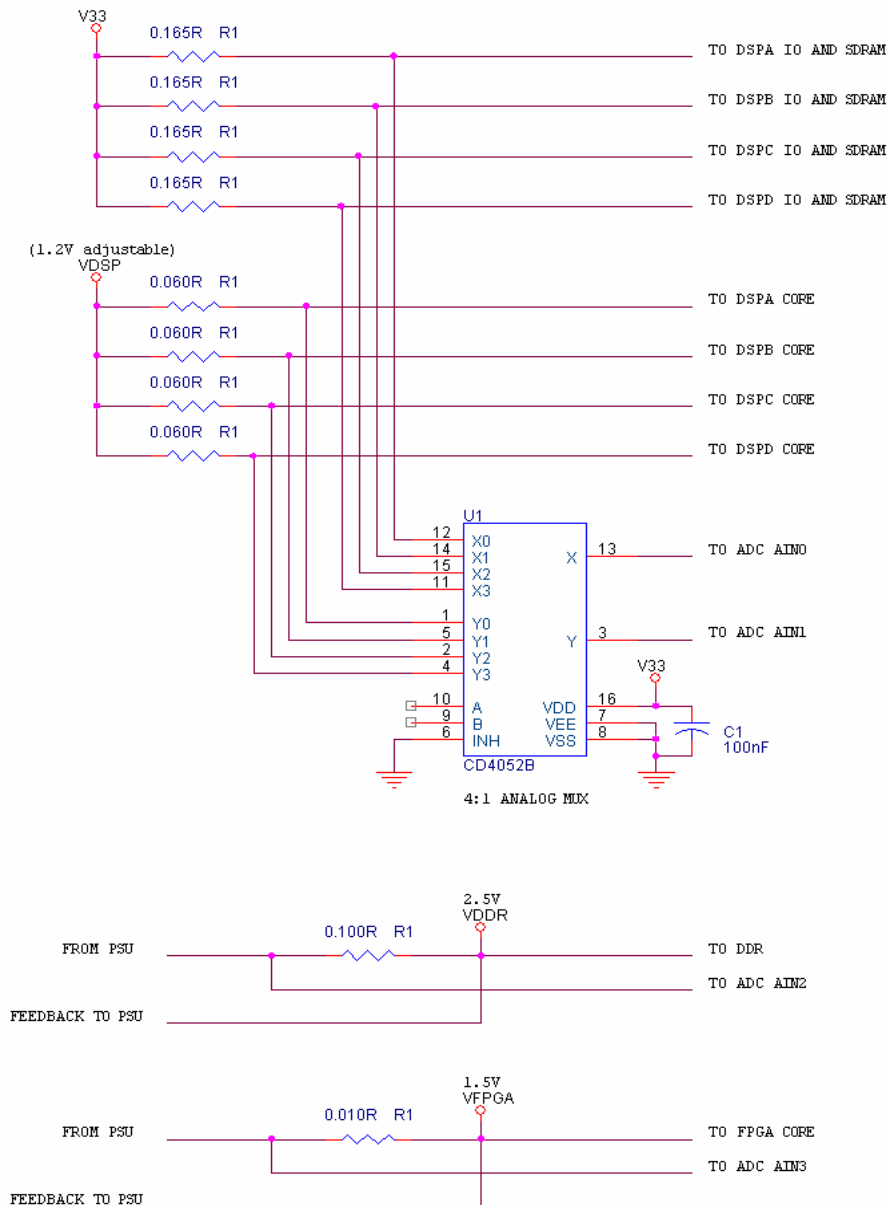 V33
0.165R R1
TO DSPA IO AND SDRAM
0.165R R1
TO DSPB IO AND SDRAM
0.165R R1
TO DSPC IO AND SDRAM
0.165R R1
TO DSPD IO AND SDRAM
(1.2V adjustable)
VDSP
0.060R R1
TO DSPA CORE
0.060R R1
TO DSPB CORE
0.060R R1
TO DSPC CORE
0.060R R1
TO DSPD CORE
U1
12 X0
14 X1
15 X2
11 X3
X 13 TO ADC AIN0
1 Y0
5 Y1
2 Y2
4 Y3
Y 3 TO ADC AIN1
V33
10 A
9 B
6 INH
VDD 16
VEE 7
VSS 8
C1
100nF
CD4052B
4:1 ANALOG MUX
2.5V
VDDR
0.100R R1
FROM PSU
TO DDR
TO ADC AIN2
FEEDBACK TO PSU
1.5V
VFPGA
0.010R R1
FROM PSU
TO FPGA CORE
TO ADC AIN3
FEEDBACK TO PSU